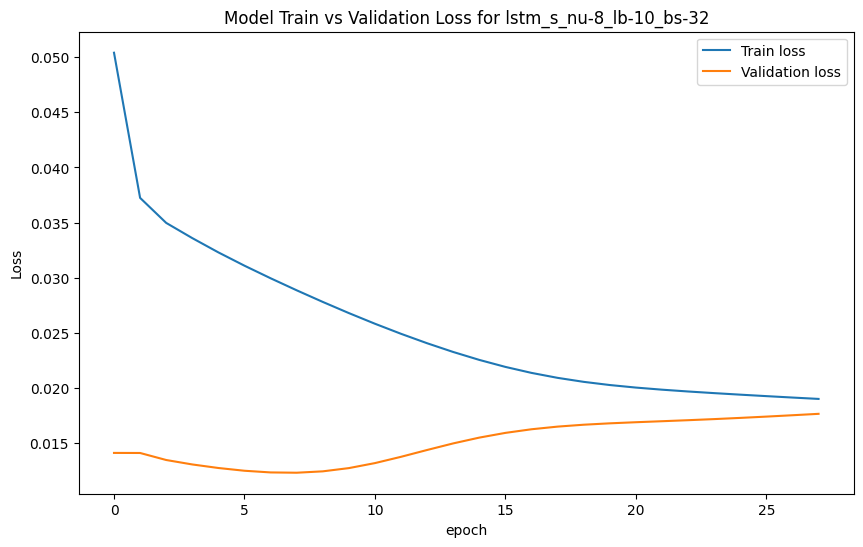 Model Train vs Validation Loss for lstm_s_nu-8_lb-10_bs-32
Train loss
Validation loss
0.050
0.045
0.040
0.035
0.030
0.025
0.020
0.015
Loss
0 5 10 15 20 25
epoch